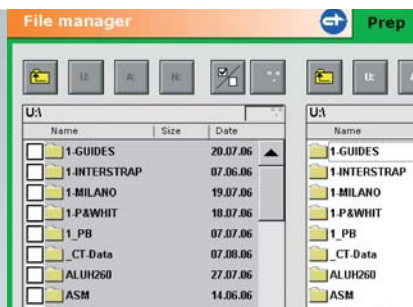 File manager
ct Prep
U: A: N: *.* U: A
U:\ *.* U:\
Name Size Date Name
1-GUIDES 20.07.06 1-GUIDES
1-INTERSTRAP 07.06.06 1-INTERSTRAP
1-MILANO 19.07.06 1-MILANO
1-P&WHIT 18.07.06 1-P&WHIT
1_PB 07.07.06 1_PB
_CT-Data 07.08.06 _CT-Data
ALUH260 27.07.06 ALUH260
ASM 14.06.06 ASM